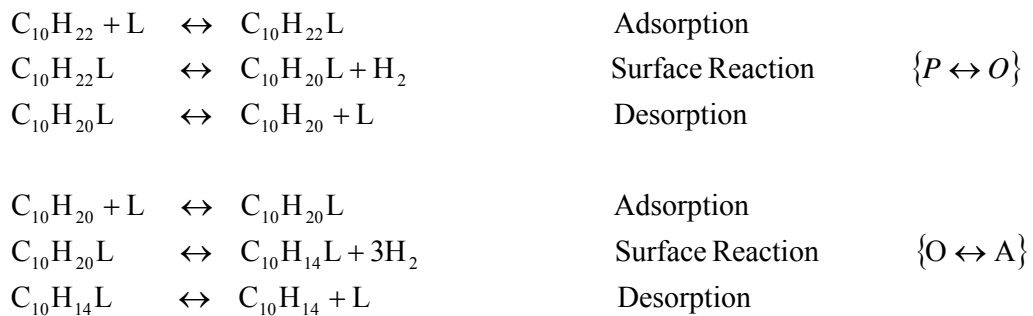 C₁₀H₂₂ + L ↔ C₁₀H₂₂L Adsorption
C₁₀H₂₂L ↔ C₁₀H₂₀L + H₂ Surface Reaction {P ↔ O}
C₁₀H₂₀L ↔ C₁₀H₂₀ + L Desorption
C₁₀H₂₀ + L ↔ C₁₀H₂₀L Adsorption
C₁₀H₂₀L ↔ C₁₀H₁₄L + 3H₂ Surface Reaction {O ↔ A}
C₁₀H₁₄L ↔ C₁₀H₁₄ + L Desorption